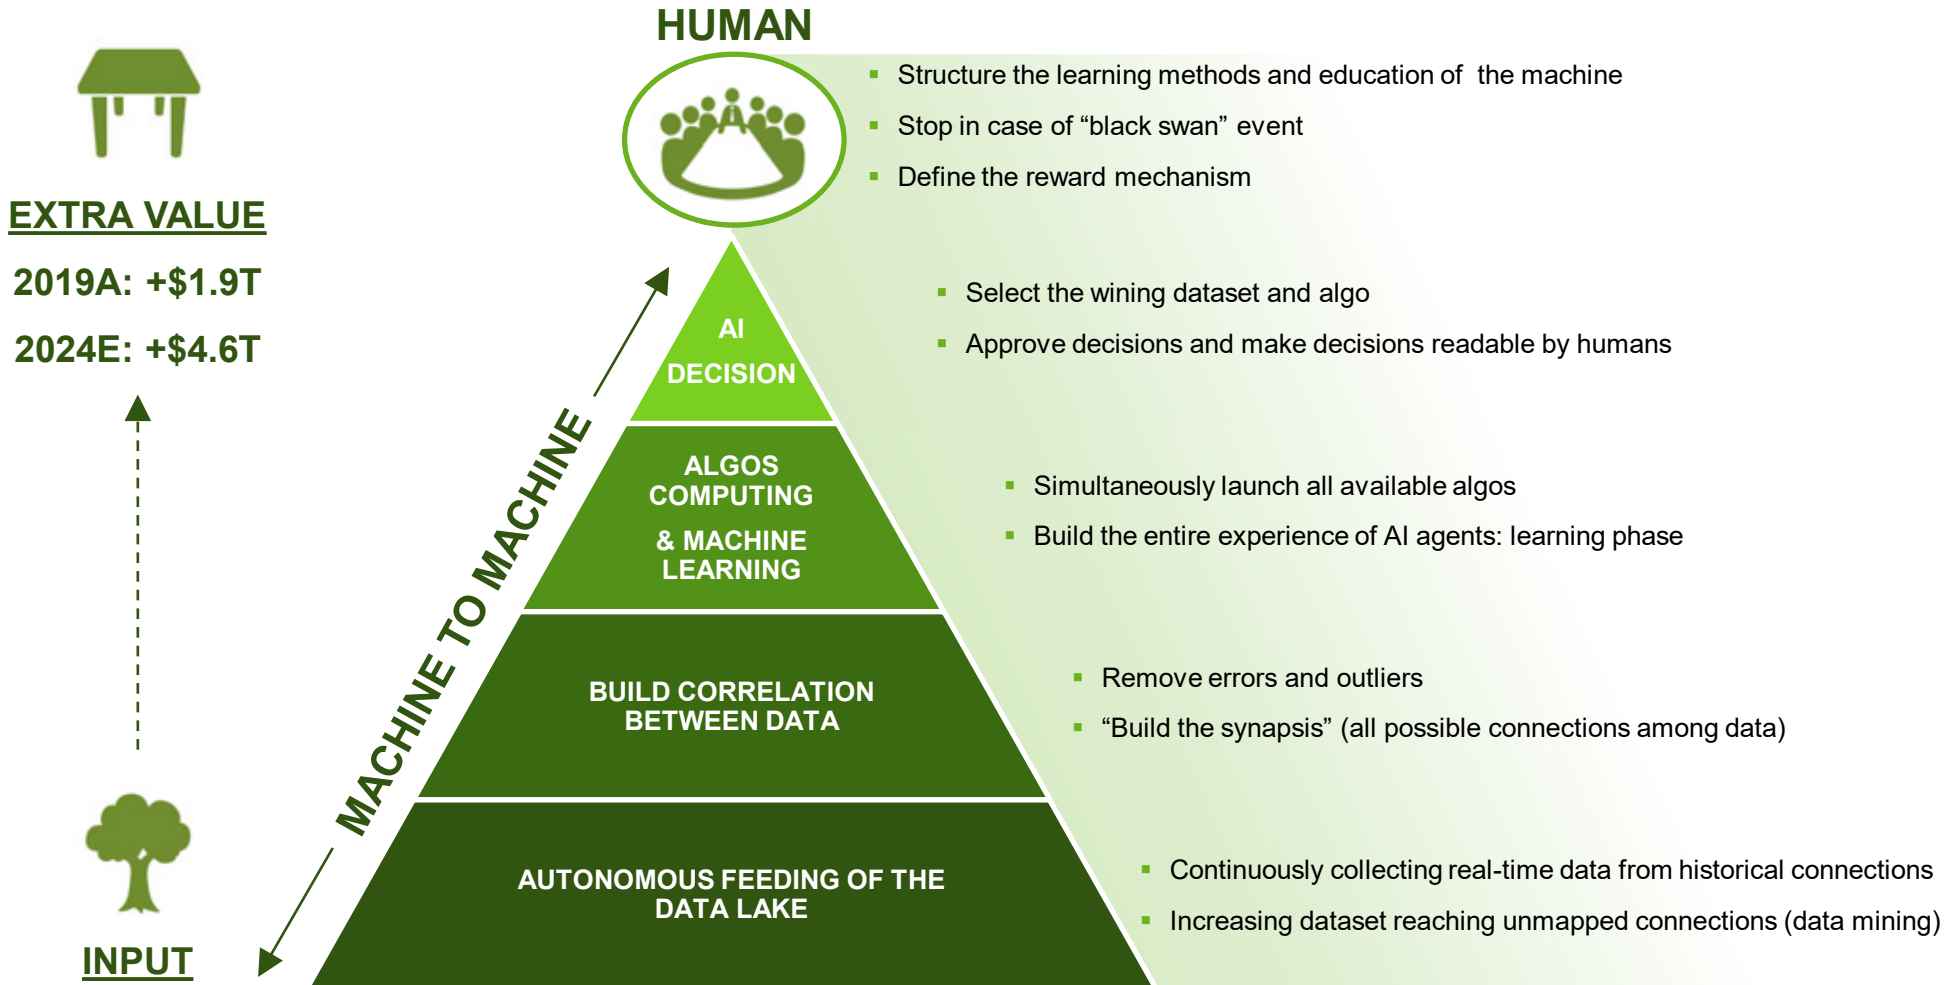 HUMAN
Structure the learning methods and education of the machine
Stop in case of “black swan” event
Define the reward mechanism
EXTRA VALUE
2019A: +$1.9T
2024E: +$4.6T
AI
DECISION
Select the wining dataset and algo
Approve decisions and make decisions readable by humans
MACHINE TO MACHINE
ALGOS
COMPUTING
& MACHINE
LEARNING
Simultaneously launch all available algos
Build the entire experience of AI agents: learning phase
BUILD CORRELATION
BETWEEN DATA
Remove errors and outliers
“Build the synapsis” (all possible connections among data)
AUTONOMOUS FEEDING OF THE
DATA LAKE
Continuously collecting real-time data from historical connections
Increasing dataset reaching unmapped connections (data mining)
INPUT